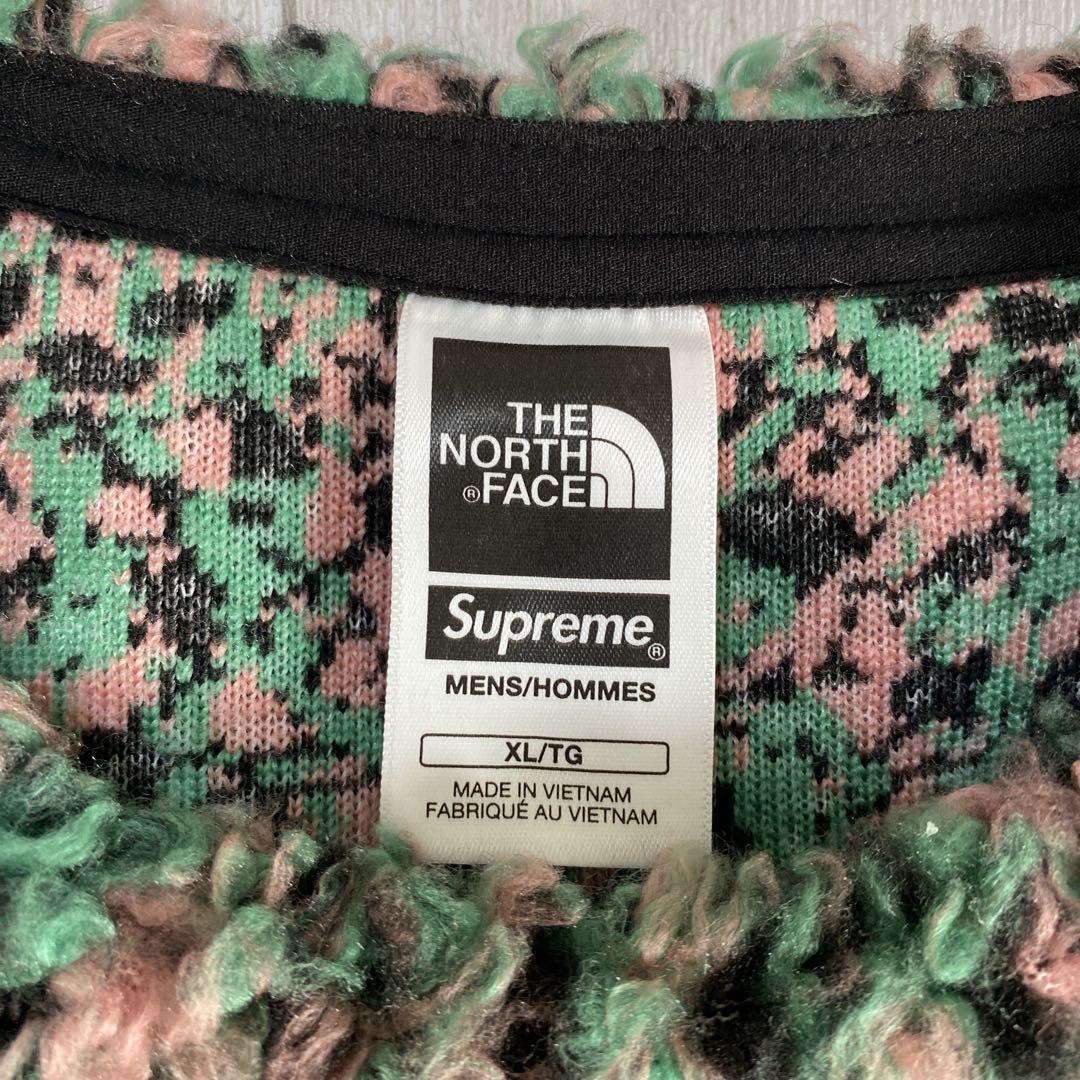 THE
NORTH
® FACE
Supreme ®
MENS/HOMMES
XL/TG
MADE IN VIETNAM
FABRIQUÉ AU VIETNAM